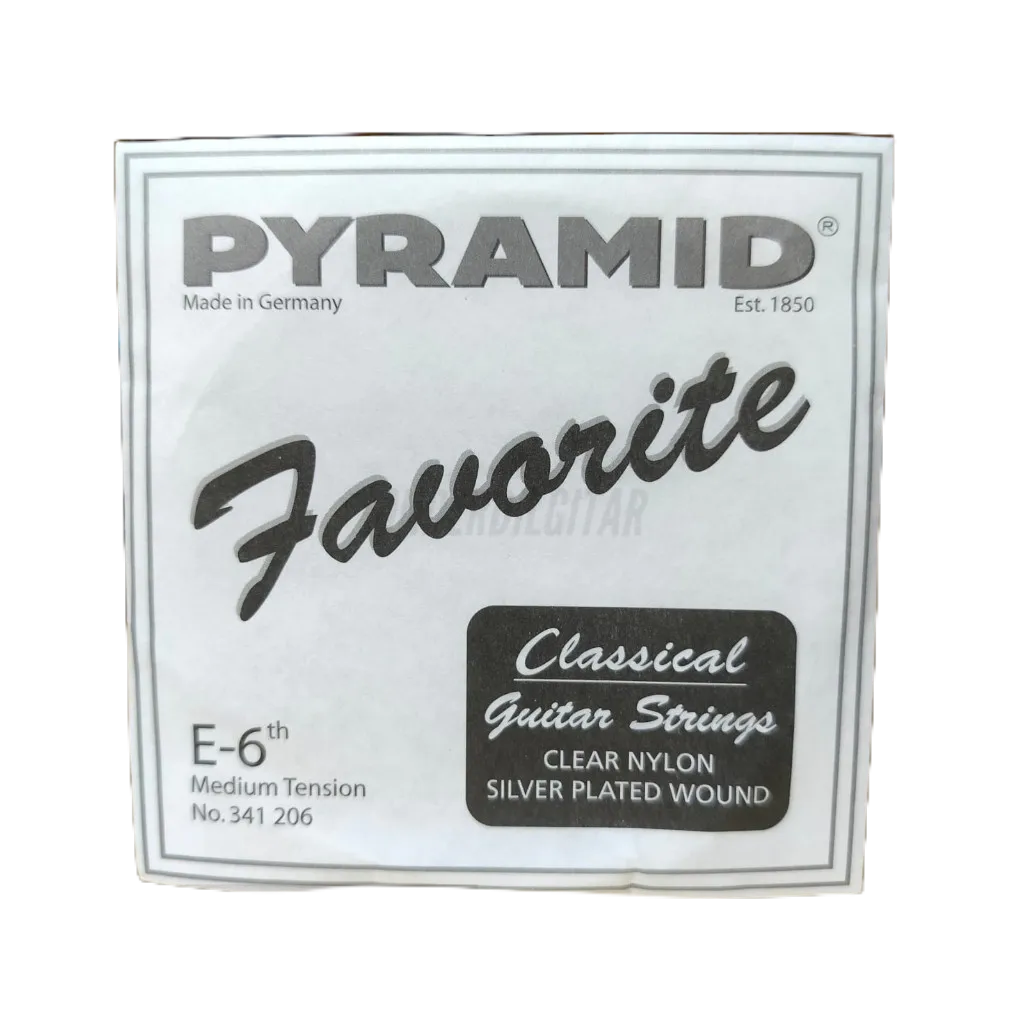 PYRAMID®
Made in Germany
Est. 1850
Favorite
Classical
Guitar Strings
CLEAR NYLON
SILVER PLATED WOUND
E-6th
Medium Tension
No. 341 206